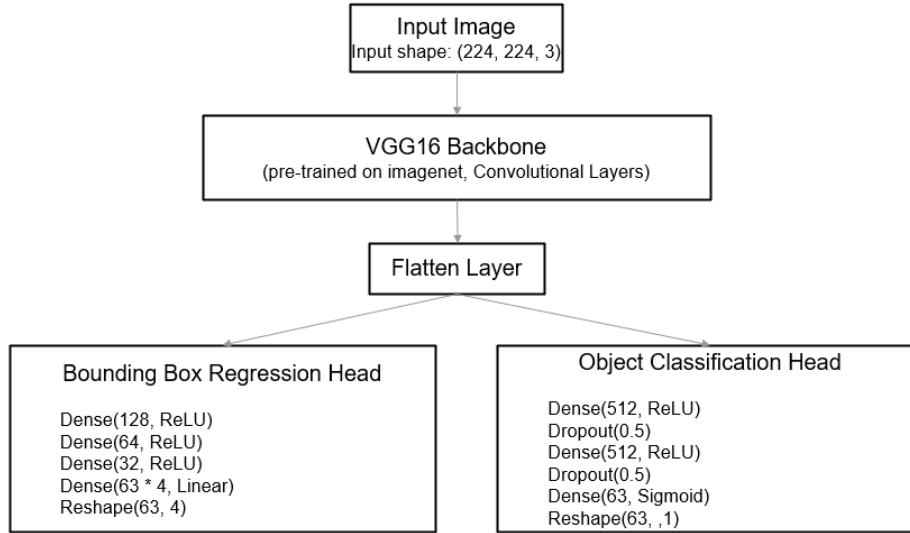 Input Image
Input shape: (224, 224, 3)
VGG16 Backbone
(pre-trained on imagenet, Convolutional Layers)
Flatten Layer
Bounding Box Regression Head
Dense(128, ReLU)
Dense(64, ReLU)
Dense(32, ReLU)
Dense(63 * 4, Linear)
Reshape(63, 4)
Object Classification Head
Dense(512, ReLU)
Dropout(0.5)
Dense(512, ReLU)
Dropout(0.5)
Dense(63, Sigmoid)
Reshape(63, ,1)